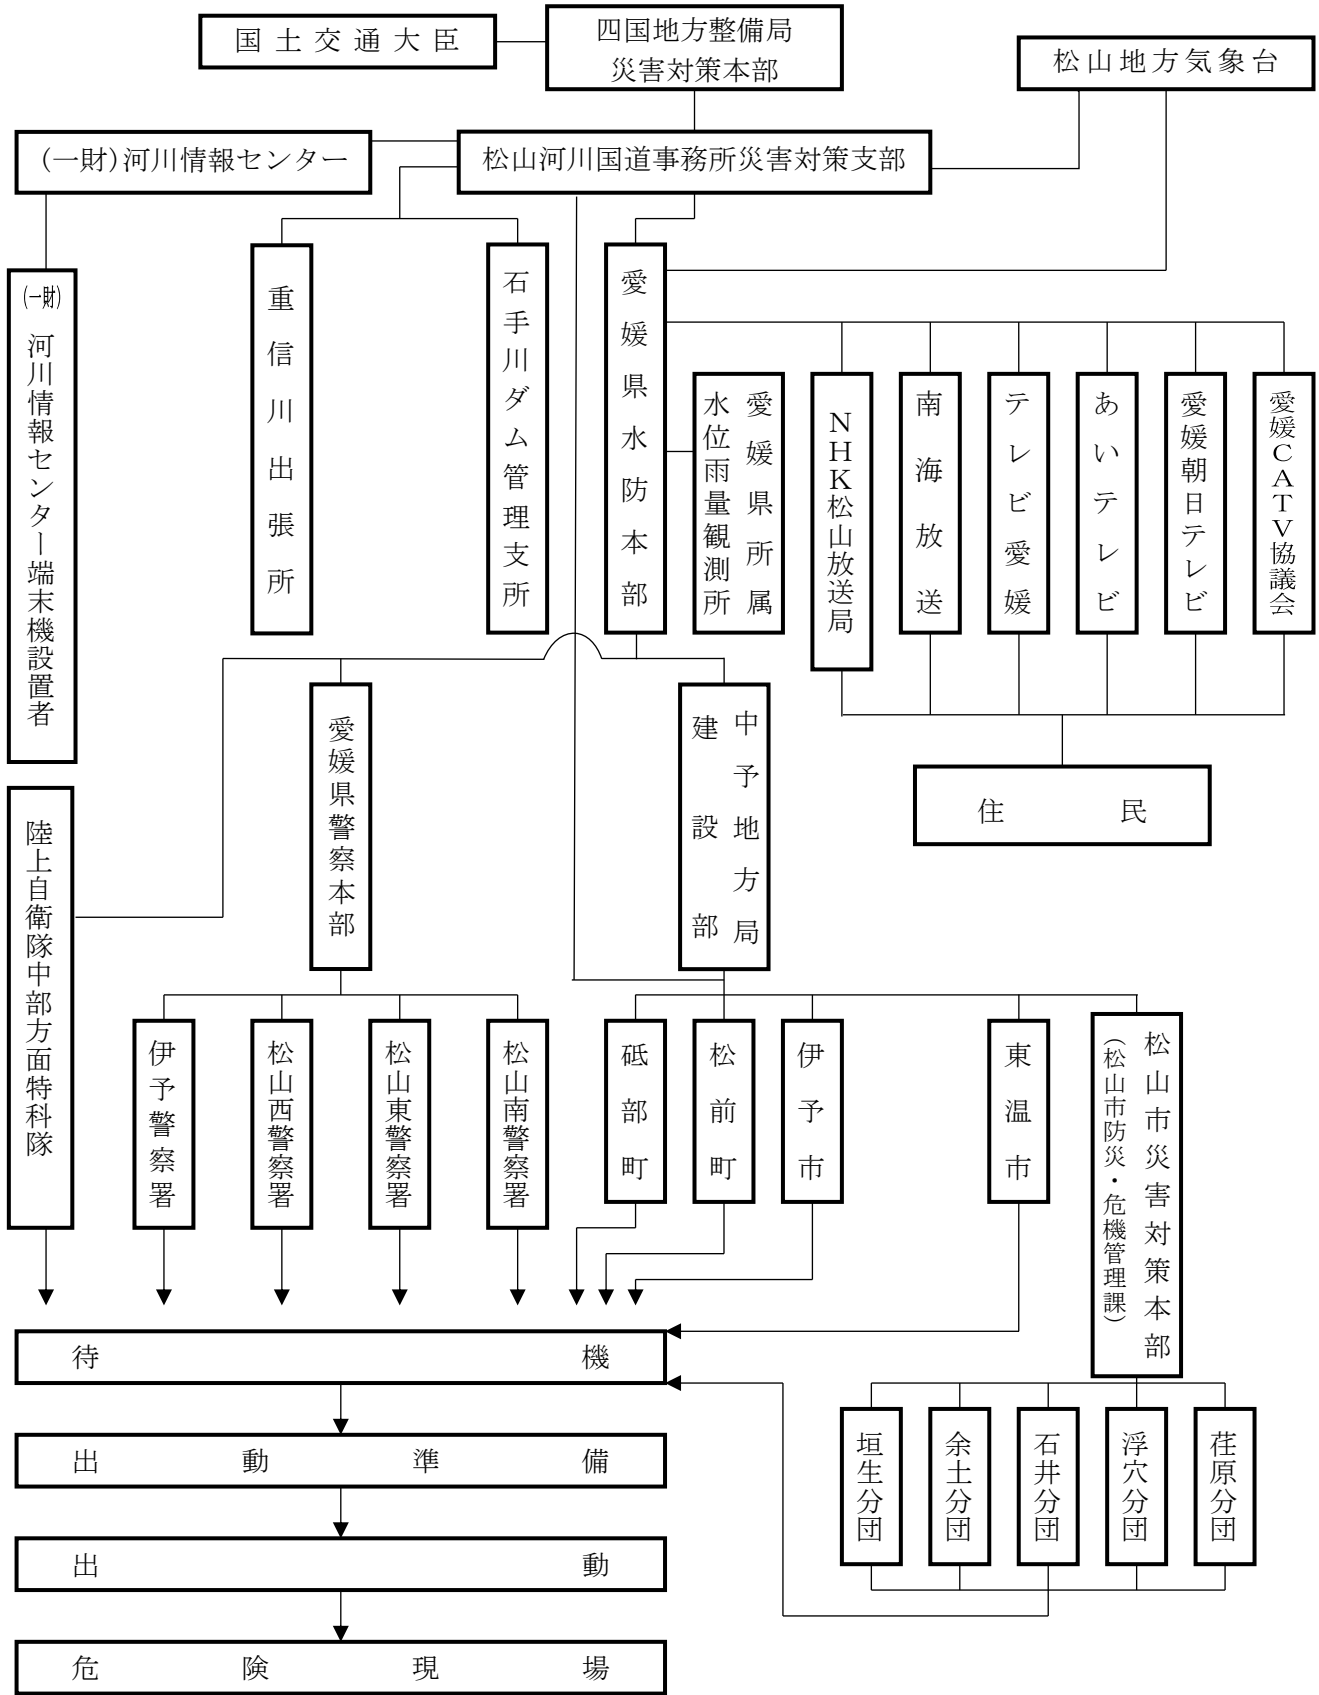 国土交通大臣
四国地方整備局
災害対策本部
松山地方気象台
(一財)河川情報センター
松山河川国道事務所災害対策支部
(一財)河川情報センター端末機設置者
重信川出張所
石手川ダム管理支所
愛媛県水防本部
愛媛県所属
水位雨量観測所
NHK松山放送局
南海放送
テレビ愛媛
あいテレビ
愛媛朝日テレビ
愛媛CATV協議会
住民
陸上自衛隊中部方面特科隊
愛媛県警察本部
中予地方局
建設部
伊予警察署
松山西警察署
松山東警察署
松山南警察署
砥部町
松前町
伊予市
東温市
松山市災害対策本部
(松山市防災・危機管理課)
待機
出動準備
出動
危険現場
垣生分団
余土分団
石井分団
浮穴分団
荏原分団